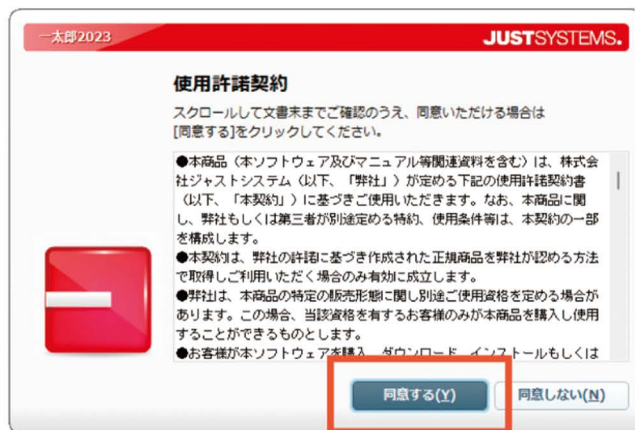 一太郎2023
JUSTSYSTEMS.
使用許諾契約
スクロールして文書末までご確認のうえ、同意いただける場合は
[同意する]をクリックしてください。
●本商品（本ソフトウェア及びマニュアル等関連資料を含む）は、株式会
社ジャストシステム（以下、「弊社」）が定める下記の使用許諾契約書
（以下、「本契約」）に基づきご使用いただきます。なお、本商品に関
し、弊社もしくは第三者が別途定める特約、使用条件等は、本契約の一部
を構成します。
●本契約は、弊社の許諾に基づき作成された正規商品を弊社が認める方法
で取得しご利用いただく場合のみ有効に成立します。
●弊社は、本商品の特定の販売形態に関し別途ご使用資格を定める場合が
あります。この場合、当該資格を有するお客様のみが本商品を購入し使用
することができるものとします。
●お客様が本ソフトウェアを購入、ダウンロード、インストールもしくは
同意する(Y)
同意しない(N)